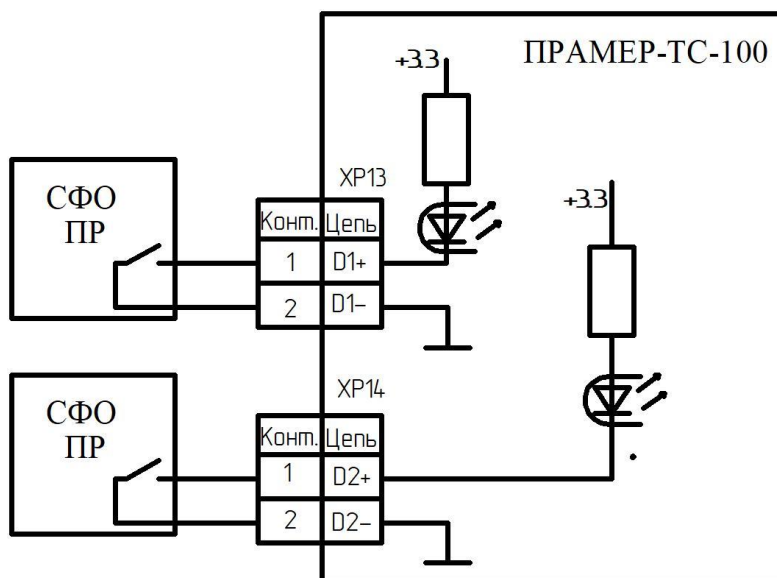 ПРАМЕР-ТС-100
+3.3
XP13
СФО
ПР
Конт. Цепь
1 D1+
2 D1–
+3.3
XP14
СФО
ПР
Конт. Цепь
1 D2+
2 D2–